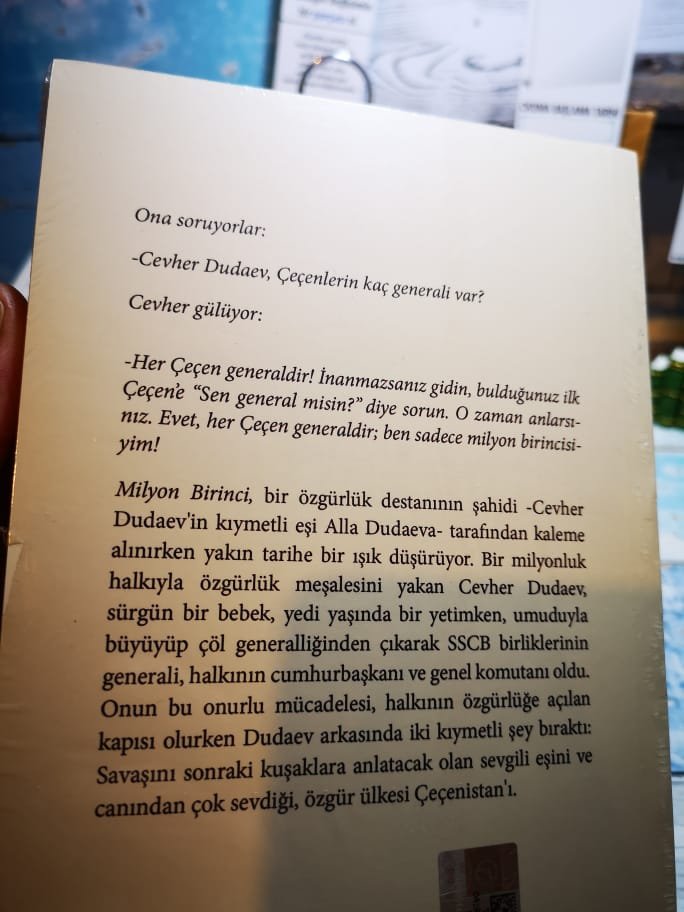 Ona soruyorlar:
-Cevher Dudaev, Çeçenlerin kaç generali var?
Cevher gülüyor:
-Her Çeçen generaldir! İnanmazsanız gidin, bulduğunuz ilk
Çeçen'e “Sen general misin?” diye sorun. O zaman anlarsı-
nız. Evet, her Çeçen generaldir; ben sadece milyon birincisi-
yim!
Milyon Birinci, bir özgürlük destanının şahidi -Cevher
Dudaev'in kıymetli eşi Alla Dudaeva- tarafından kaleme
alınırken yakın tarihe bir ışık düşürüyor. Bir milyonluk
halkıyla özgürlük meşalesini yakan Cevher Dudaev,
sürgün bir bebek, yedi yaşında bir yetimken, umuduyla
büyüyüp çöl generalliğinden çıkarak SSCB birliklerinin
generali, halkının cumhurbaşkanı ve genel komutanı oldu.
Onun bu onurlu mücadelesi, halkının özgürlüğe açılan
kapısı olurken Dudaev arkasında iki kıymetli şey bıraktı:
Savaşını sonraki kuşaklara anlatacak olan sevgili eşini ve
canından çok sevdiği, özgür ülkesi Çeçenistan'ı.